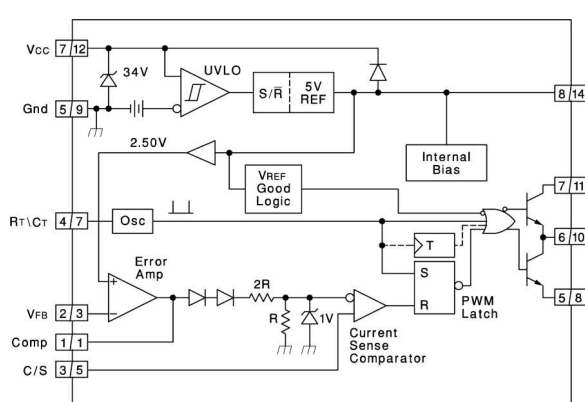 Vcc 7 12
34V
UVLO
S/R̅
5V
REF
8 14
Gnd 5 9
2.50V
Internal
Bias
VREF
Good
Logic
7 11
RT\CT 4 7
Osc
T
6 10
Error
Amp
S
R
2R
PWM
Latch
5 8
+
−
VFB 2 3
R
1V
Comp 1 1
Current
Sense
Comparator
C/S 3 5